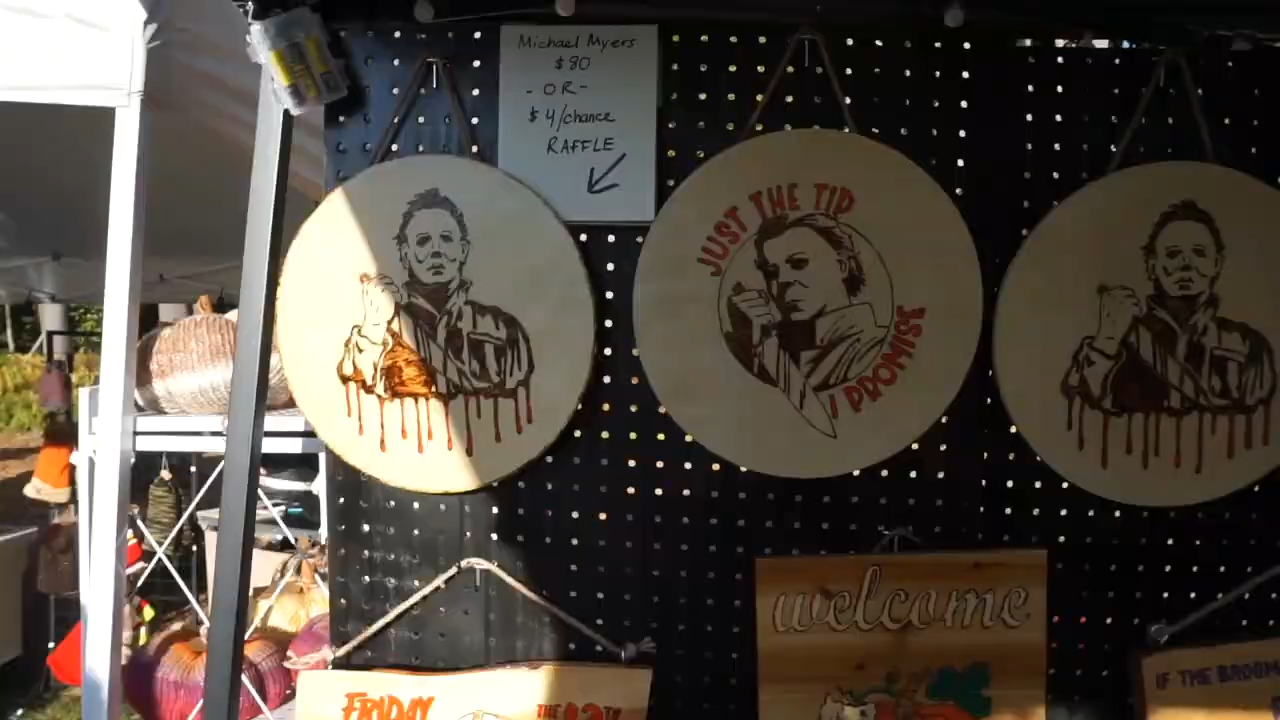 Michael Myers
$80
- OR -
$4/chance
RAFFLE
JUST THE TIP
I PROMISE
welcome
FRIDAY THE 13TH
IF THE BROOM